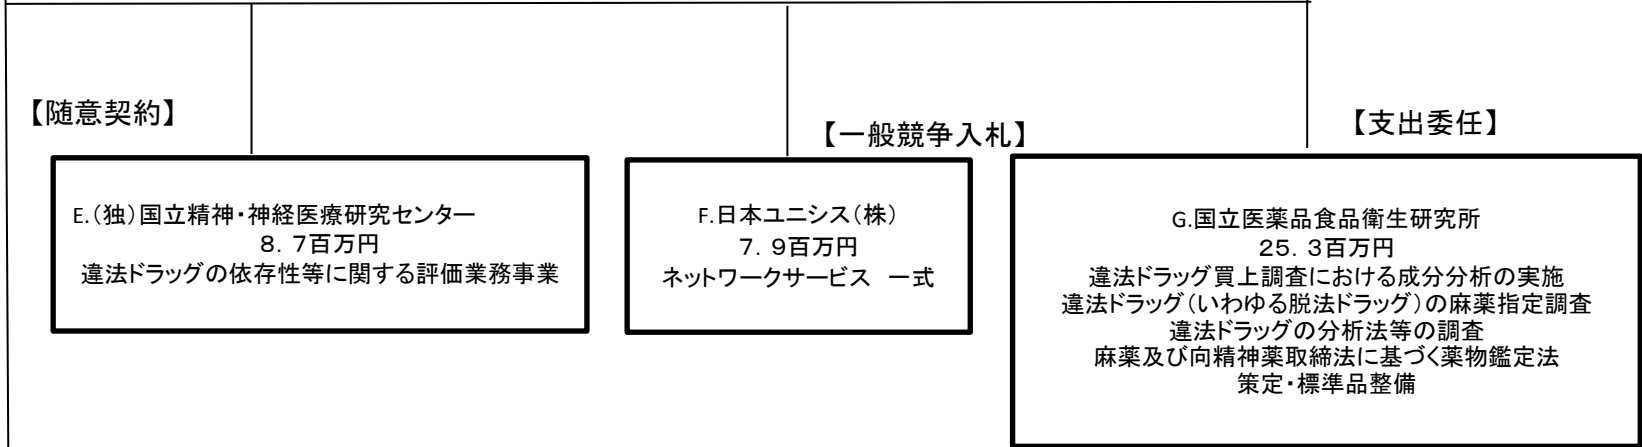 【随意契約】
【一般競争入札】
【支出委任】
E.（独）国立精神・神経医療研究センター
８．７百万円
違法ドラッグの依存性等に関する評価業務事業
F.日本ユニシス（株）
７．９百万円
ネットワークサービス　一式
G.国立医薬品食品衛生研究所
２５．３百万円
違法ドラッグ買上調査における成分分析の実施
違法ドラッグ（いわゆる脱法ドラッグ）の麻薬指定調査
違法ドラッグの分析法等の調査
麻薬及び向精神薬取締法に基づく薬物鑑定法
策定・標準品整備